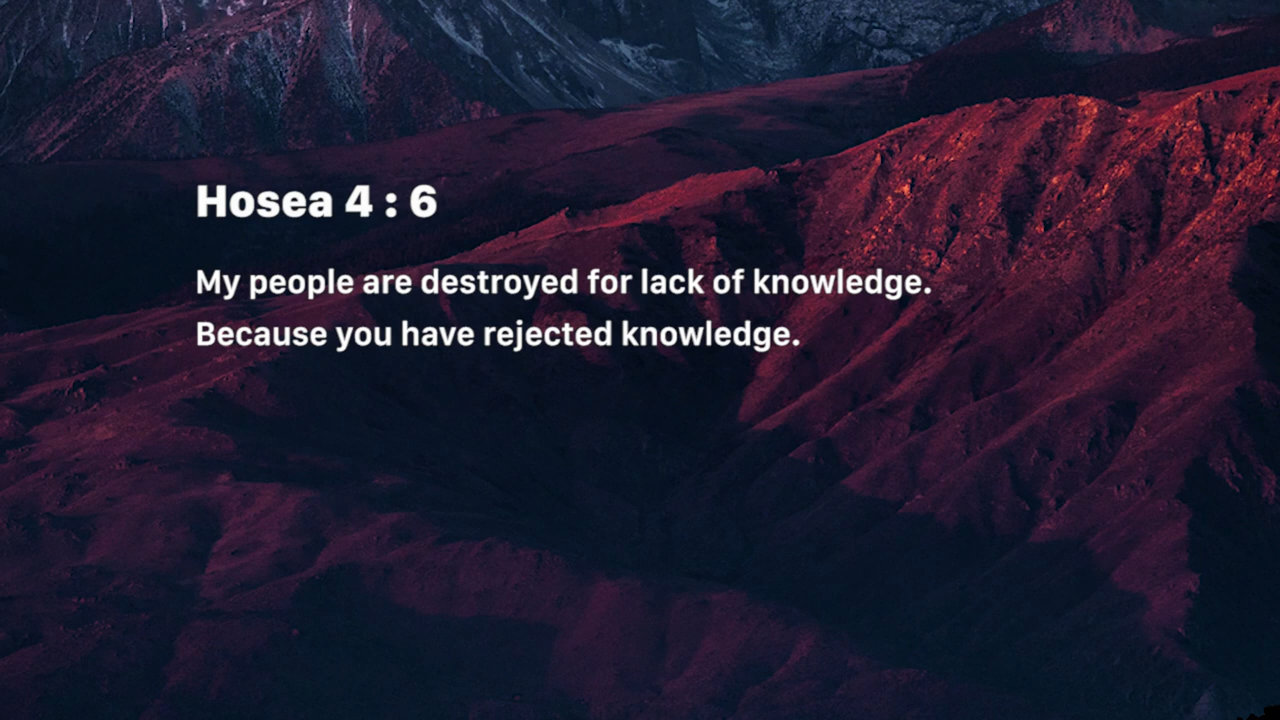 Hosea 4 : 6
My people are destroyed for lack of knowledge.
Because you have rejected knowledge.